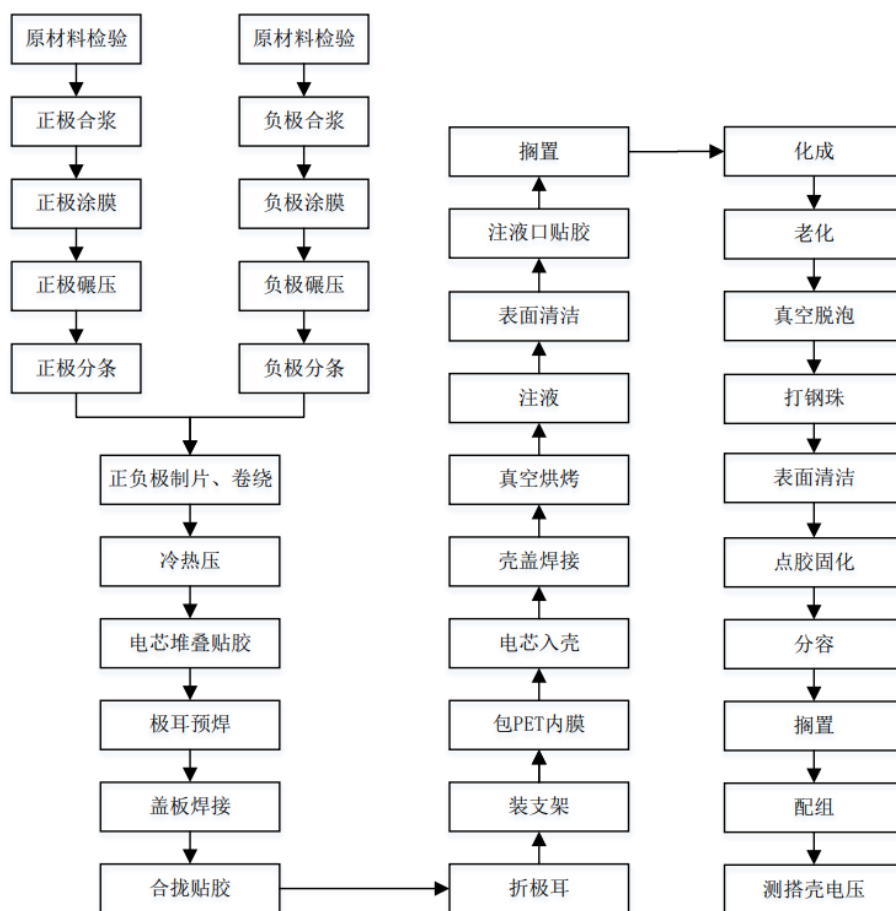 原材料检验
原材料检验
正极合浆
负极合浆
正极涂膜
负极涂膜
正极碾压
负极碾压
正极分条
负极分条
正负极制片、卷绕
冷热压
电芯堆叠贴胶
极耳预焊
盖板焊接
合拢贴胶
折极耳
装支架
包PET内膜
电芯入壳
壳盖焊接
真空烘烤
注液
表面清洁
注液口贴胶
搁置
化成
老化
真空脱泡
打钢珠
表面清洁
点胶固化
分容
搁置
配组
测搭壳电压